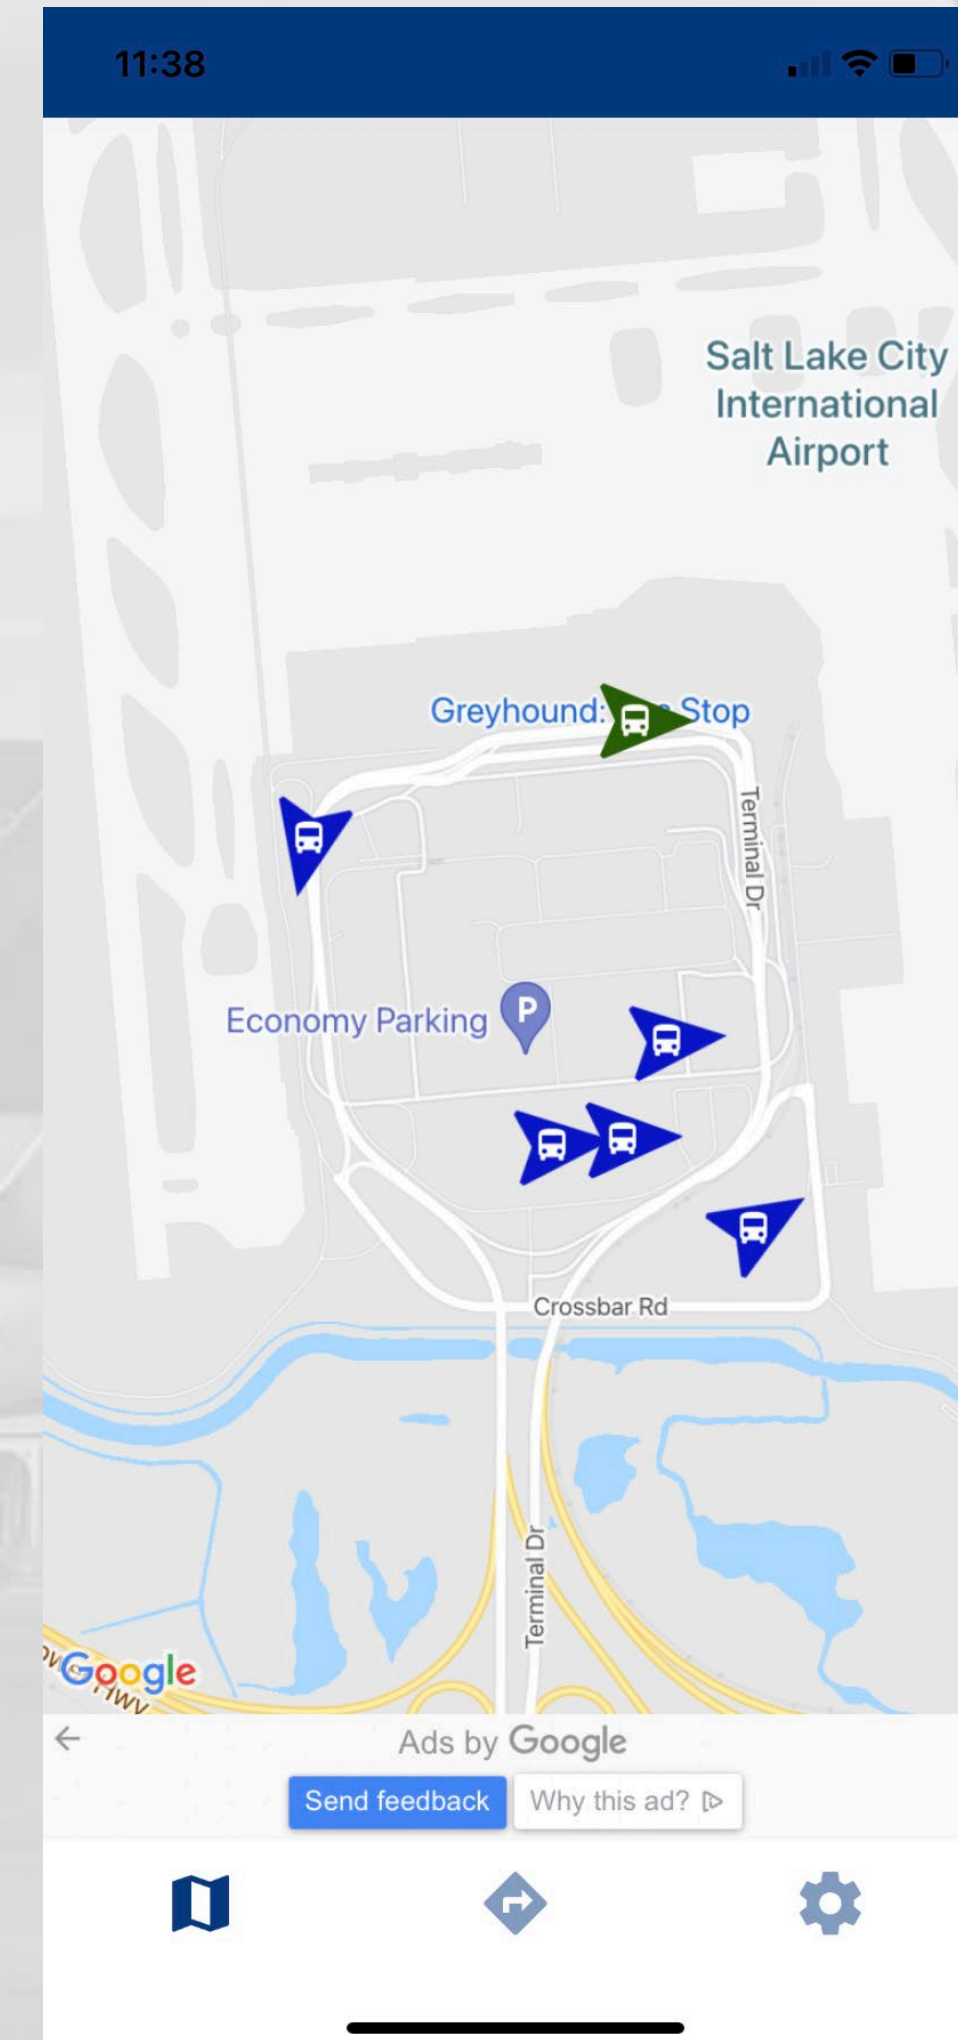 11:38
Salt Lake City
International
Airport
Greyhound: Stop
Terminal Dr
Economy Parking
P
Crossbar Rd
Terminal Dr
Google
Hwy
Ads by Google
Send feedback
Why this ad?